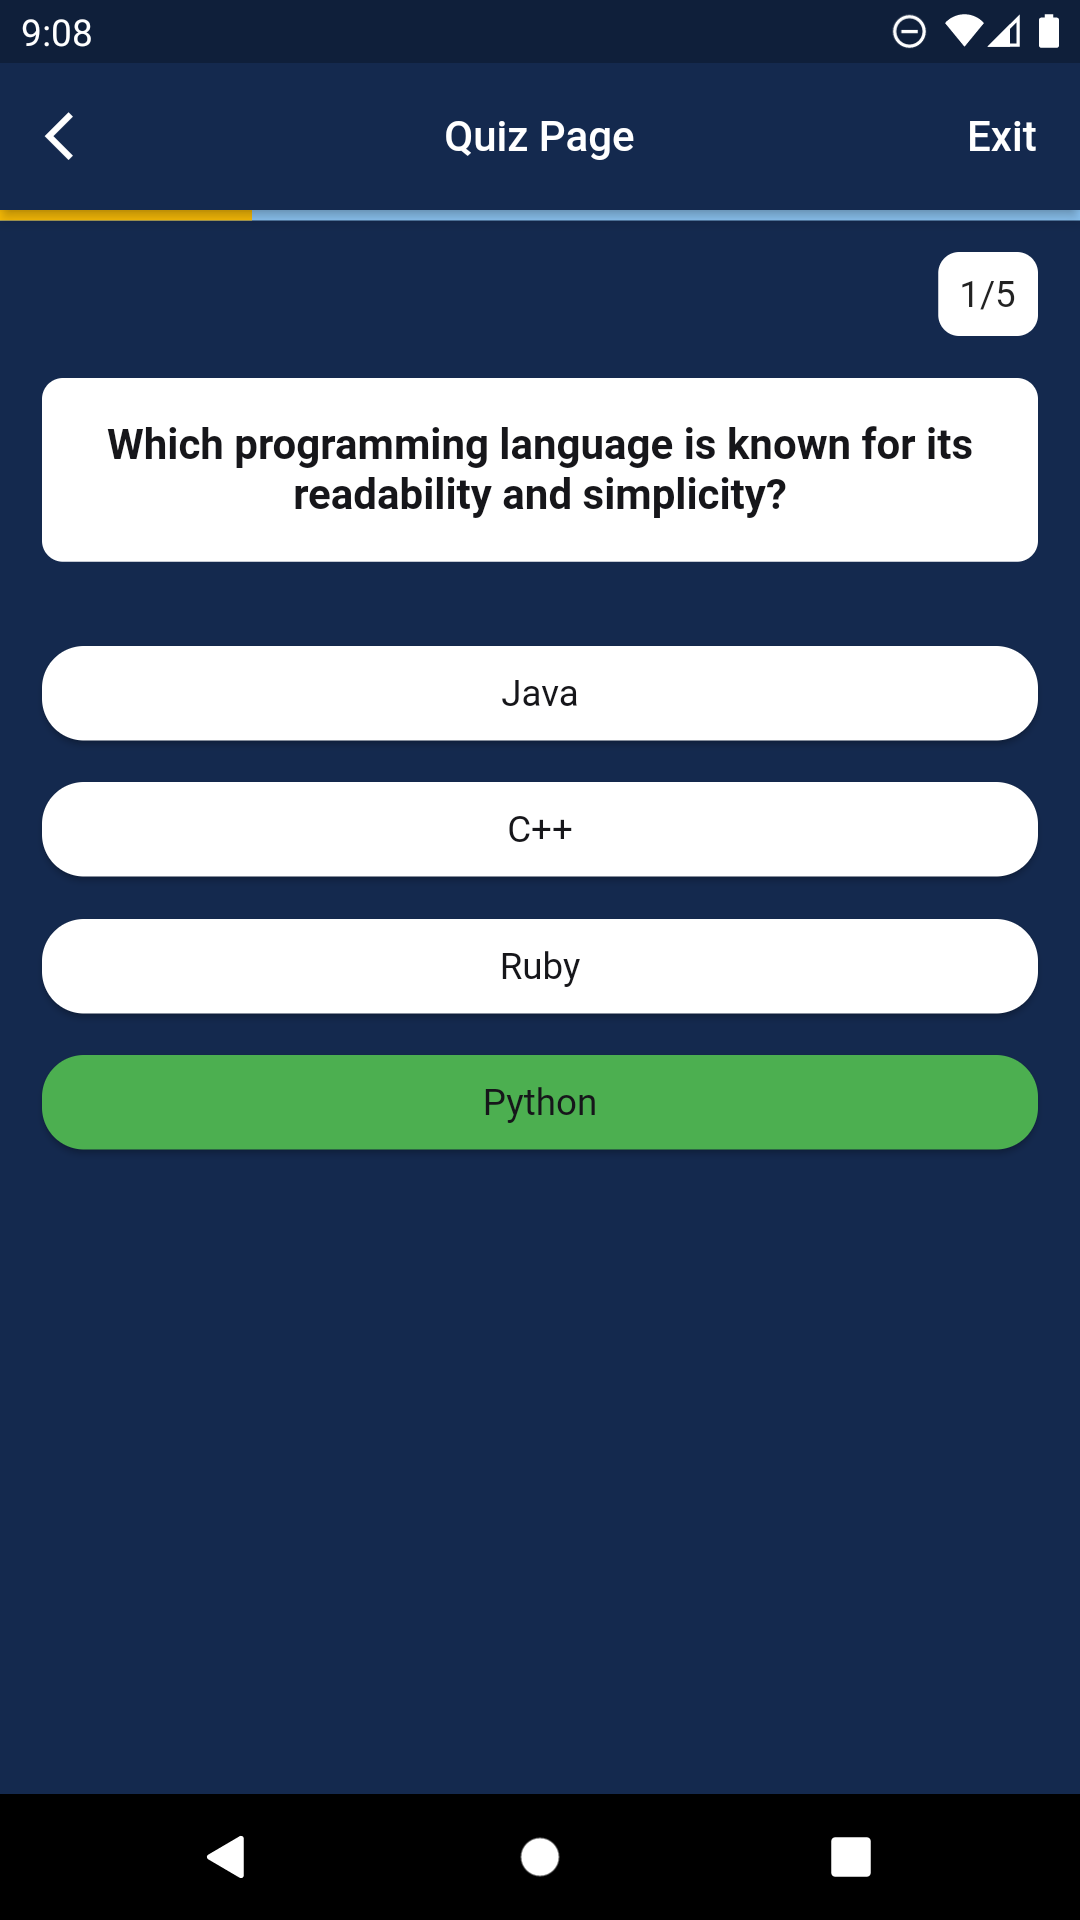 9:08
Quiz Page
Exit
1/5
Which programming language is known for its
readability and simplicity?
Java
C++
Ruby
Python